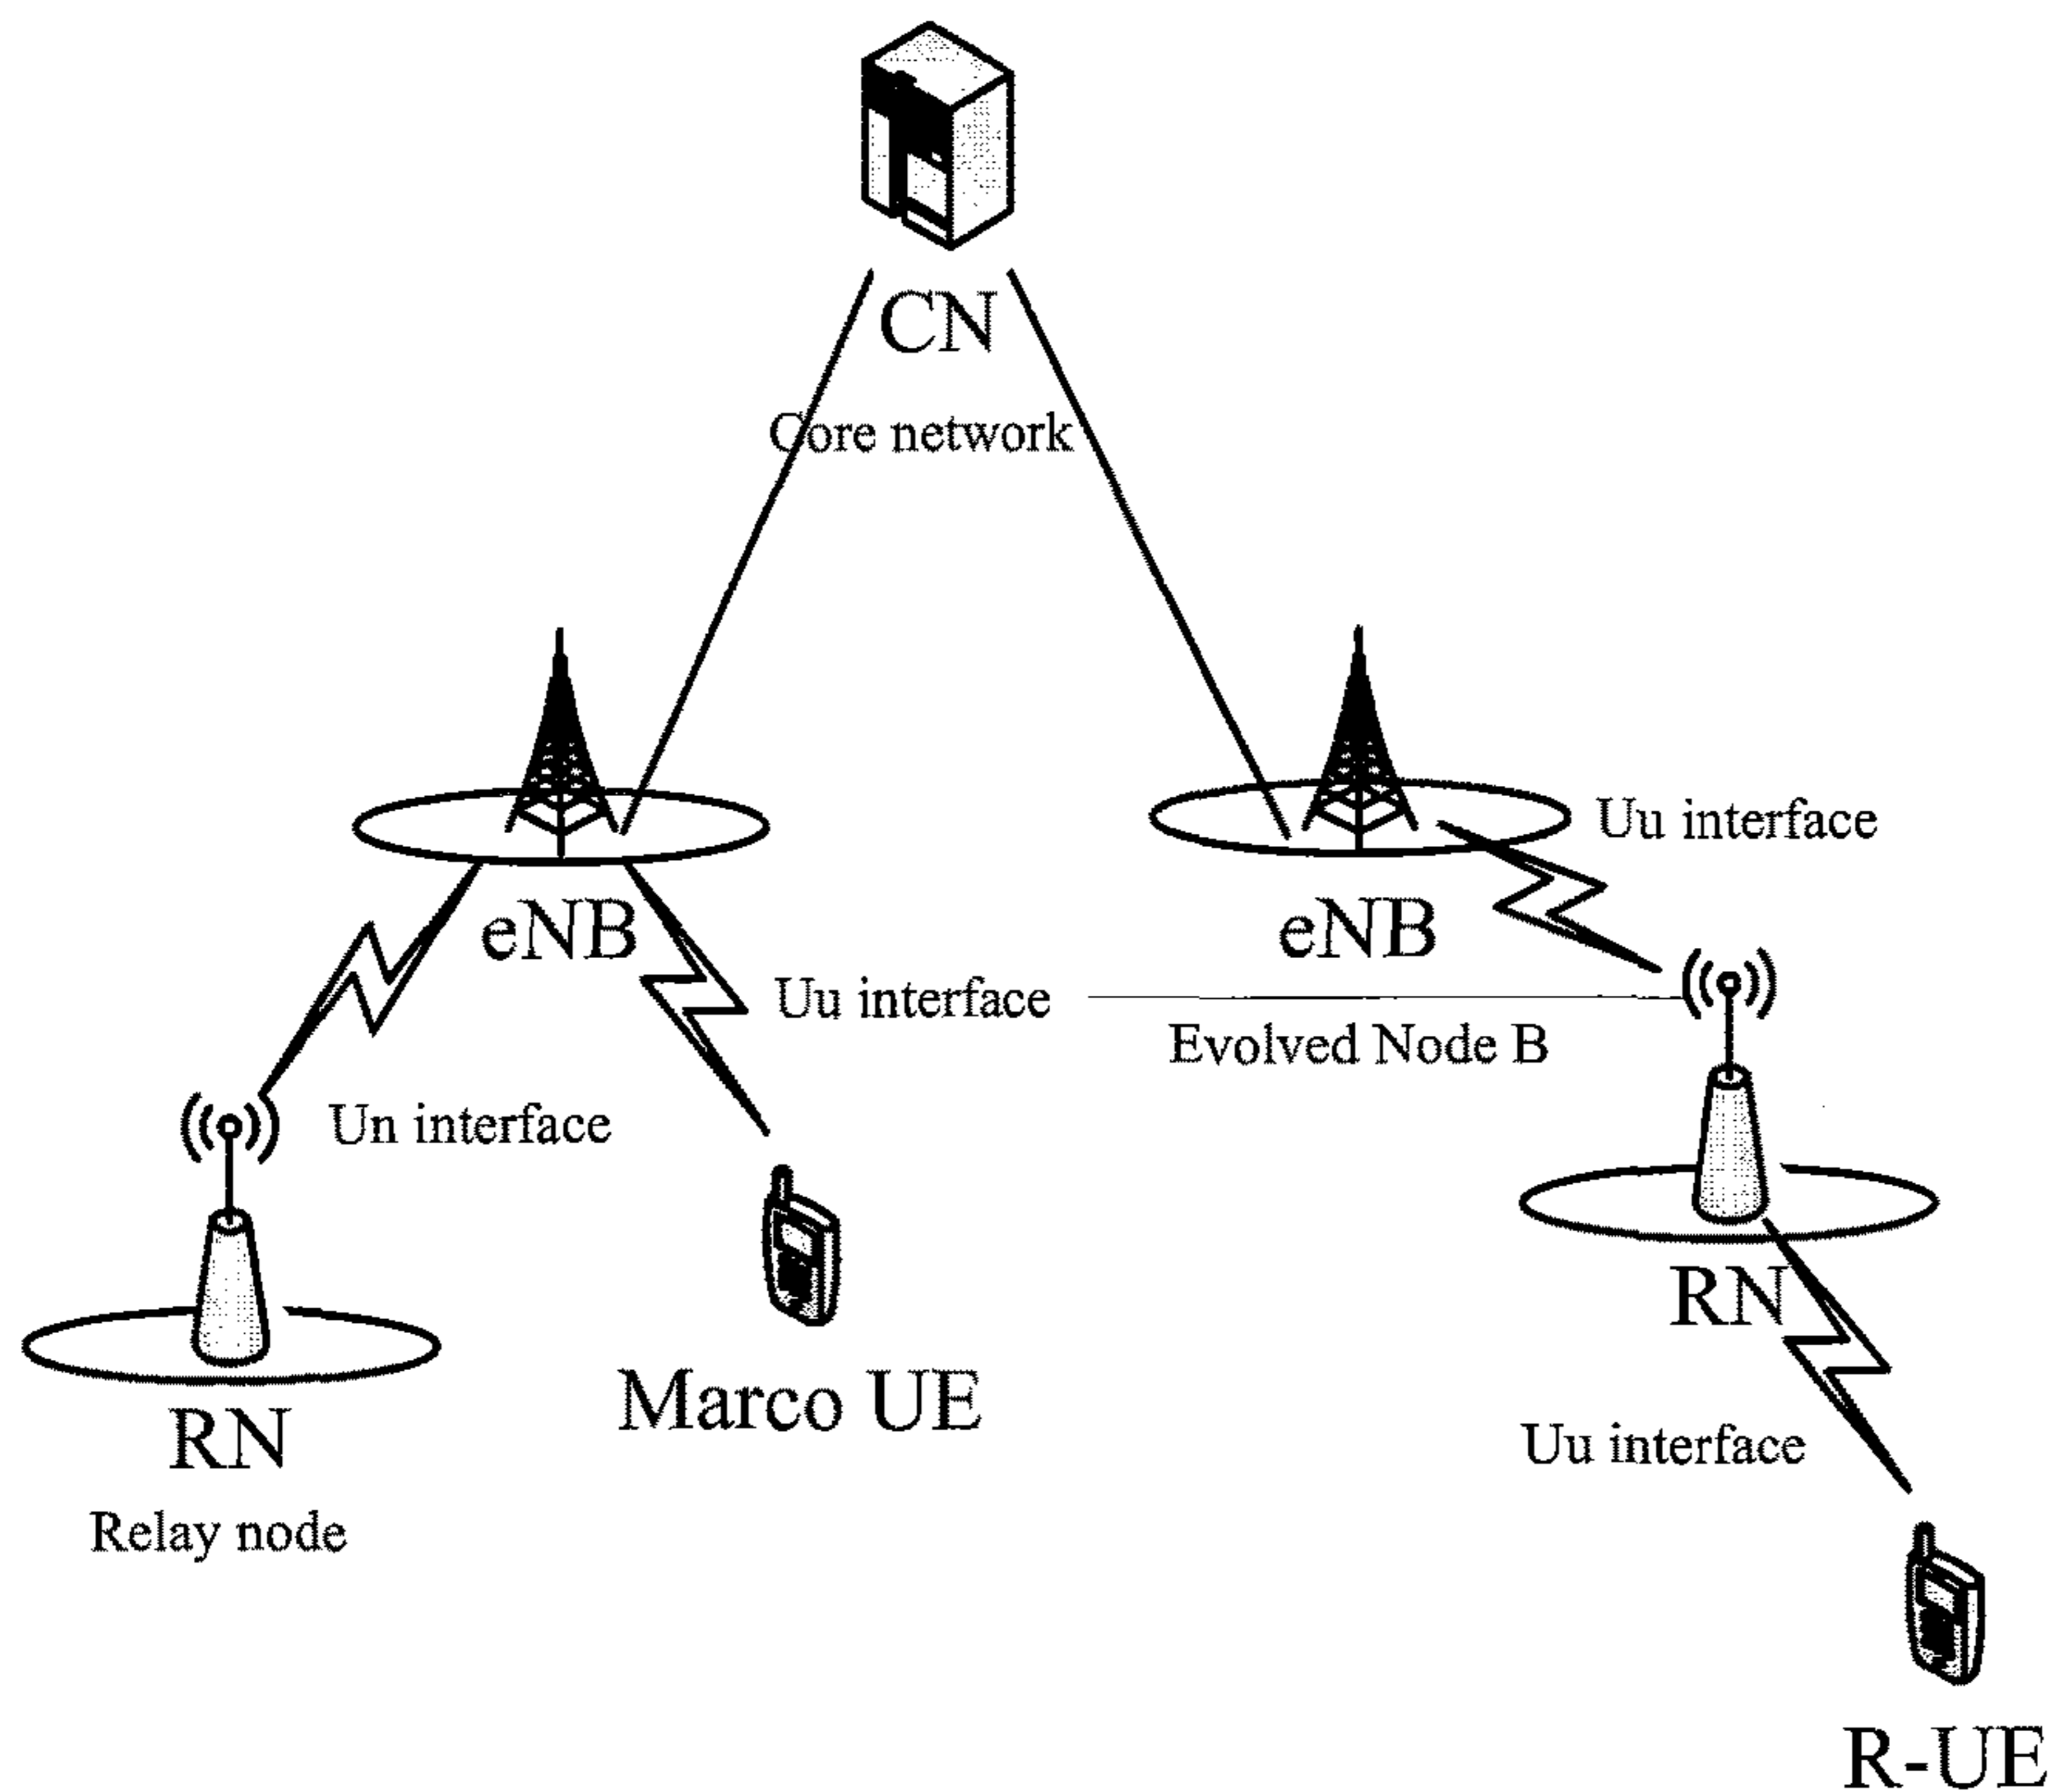 CN
Core network
Uu interface
eNB
eNB
Uu interface
Evolved Node B
Un interface
RN
Marco UE
RN
Uu interface
Relay node
R-UE